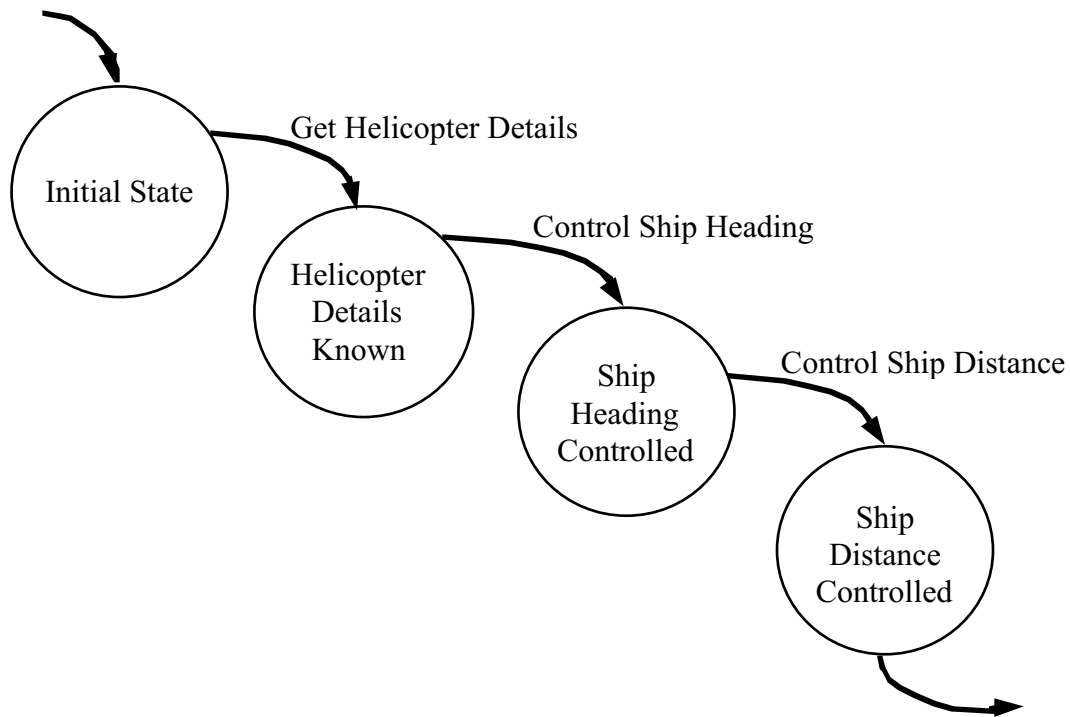 Get Helicopter Details
Initial State
Control Ship Heading
Helicopter
Details
Known
Control Ship Distance
Ship
Heading
Controlled
Ship
Distance
Controlled